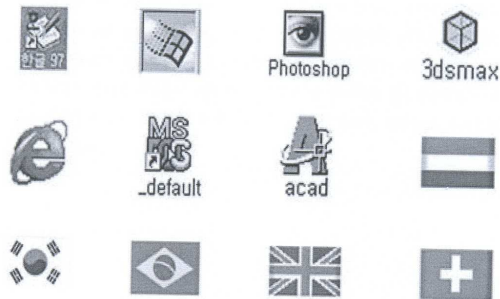 한글 97
Photoshop
3dsmax
MS
_default
acad